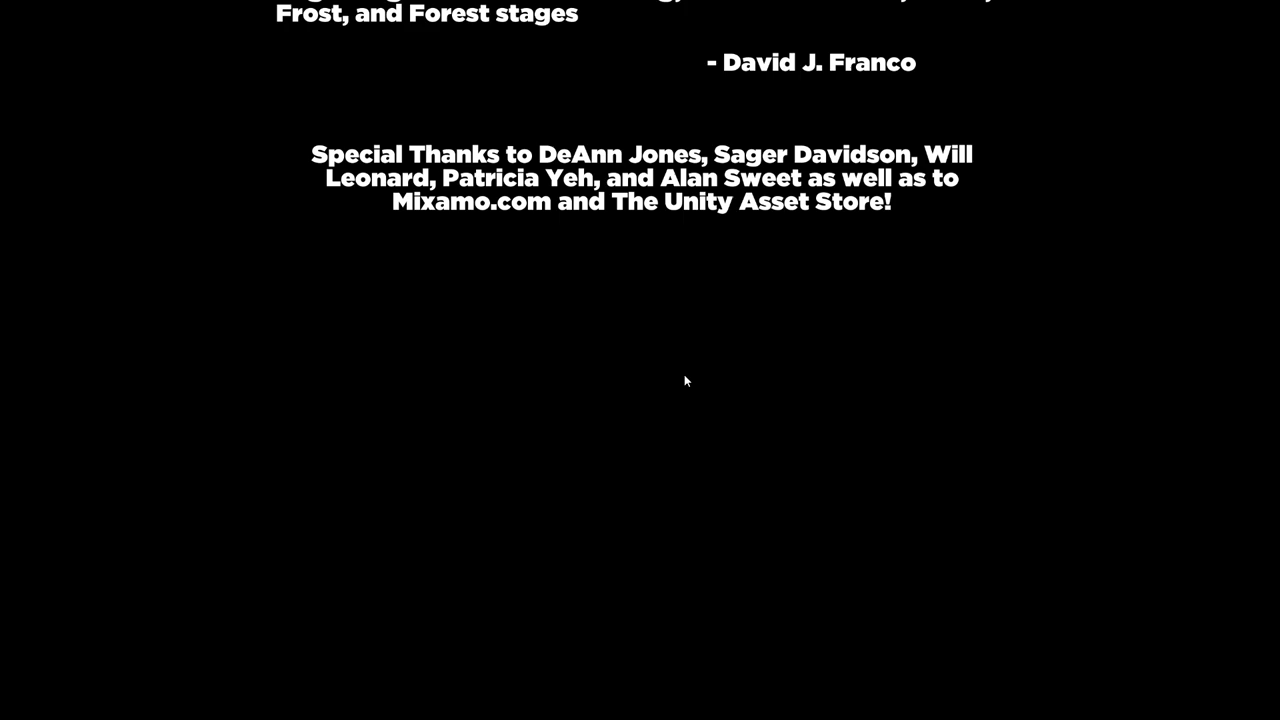 Frost, and Forest stages
- David J. Franco
Special Thanks to DeAnn Jones, Sager Davidson, Will
Leonard, Patricia Yeh, and Alan Sweet as well as to
Mixamo.com and The Unity Asset Store!